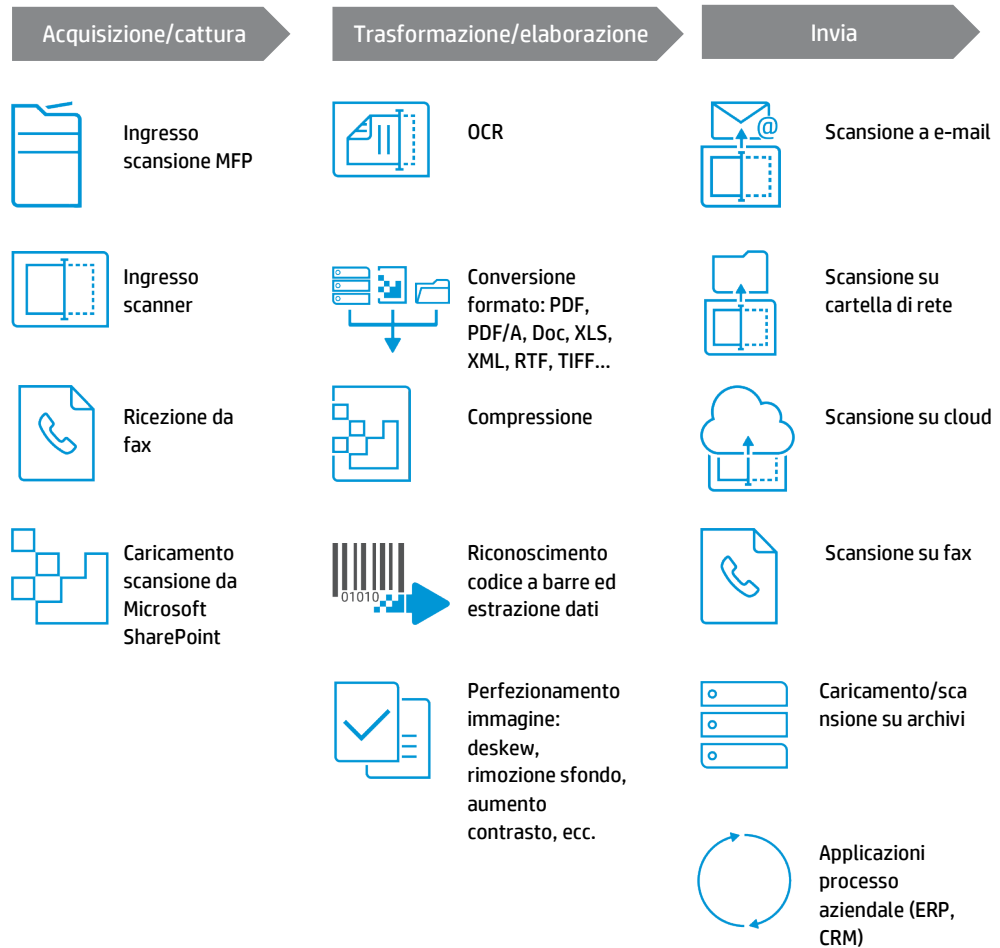 Acquisizione/cattura
Trasformazione/elaborazione
Invia
Ingresso
scansione MFP
Ingresso
scanner
Ricezione da
fax
Caricamento
scansione da
Microsoft
SharePoint
OCR
Conversione
formato: PDF,
PDF/A, Doc, XLS,
XML, RTF, TIFF...
Compressione
01010
Riconoscimento
codice a barre ed
estrazione dati
Perfezionamento
immagine:
deskew,
rimozione sfondo,
aumento
contrasto, ecc.
@
Scansione a e-mail
Scansione su
cartella di rete
Scansione su cloud
Scansione su fax
Caricamento/sca
nsione su archivi
Applicazioni
processo
aziendale (ERP,
CRM)